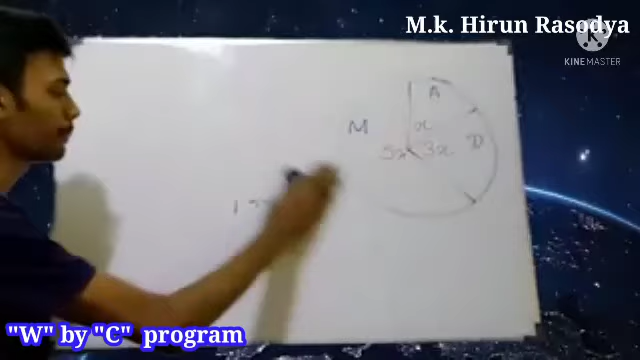 M.k. Hirun Rasodya
KINEMASTER
A
M
x
D
5x
3x
"W" by "C" program